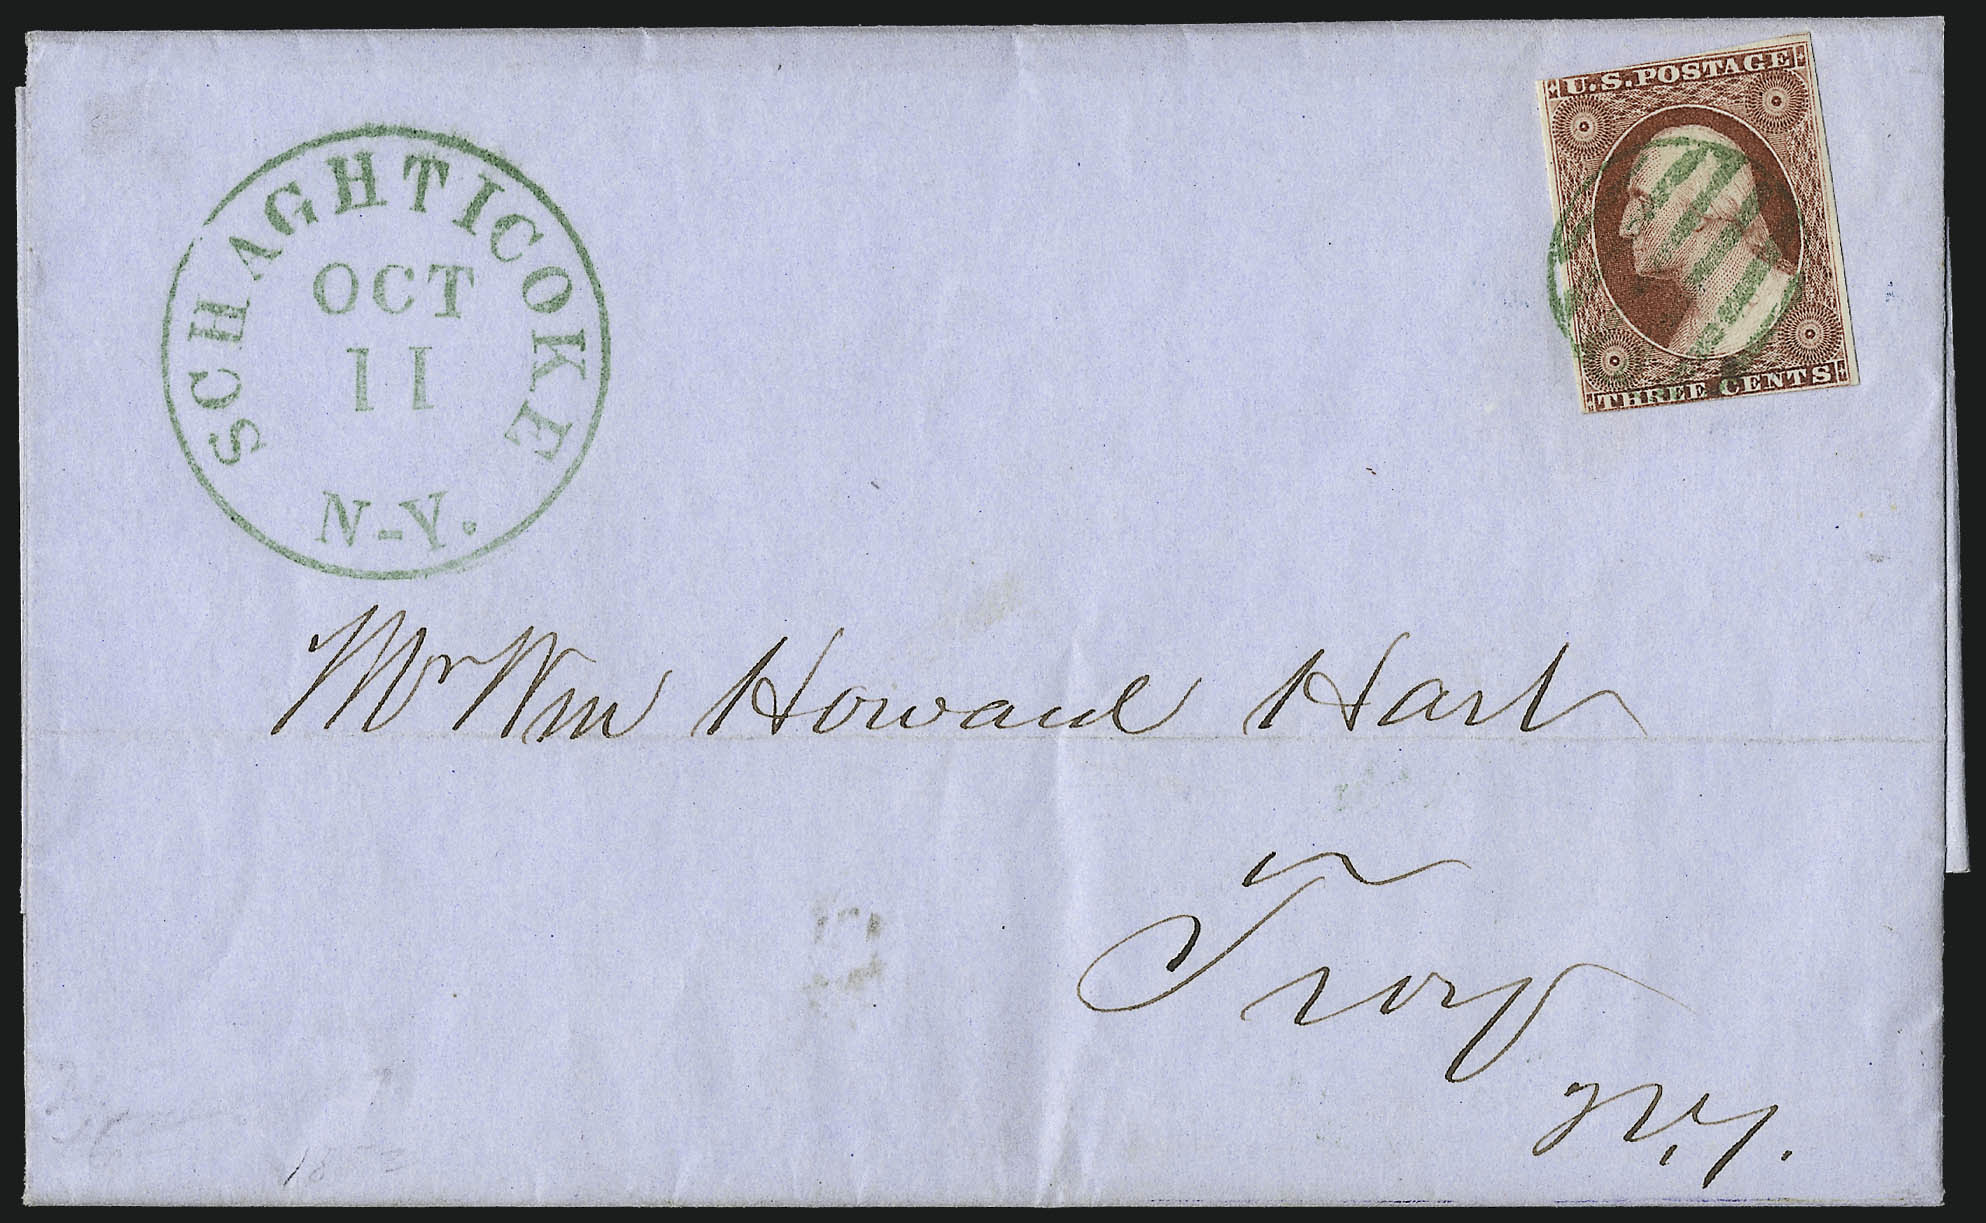 U.S. POSTAGE
THREE CENTS
SCHAGHTICOKE
OCT
11
N-Y.
Mr Wm Howard Hart
Troy
N.Y.